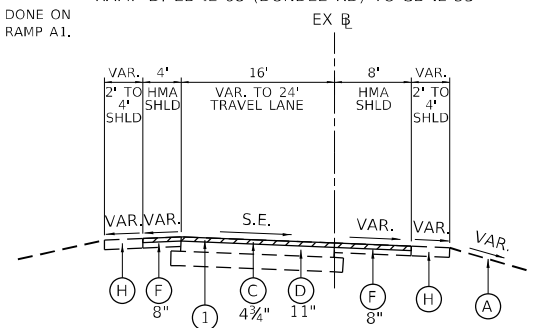 DONE ON
RAMP A1.
EX BL
VAR. 4' 16' 8' VAR.
2' TO 4' SHLD
HMA SHLD
VAR. TO 24' TRAVEL LANE
HMA SHLD
2' TO 4' SHLD
VAR. VAR. S.E. VAR. VAR.
VAR.
H F 1 C D F H A
8" 4¾" 11" 8"